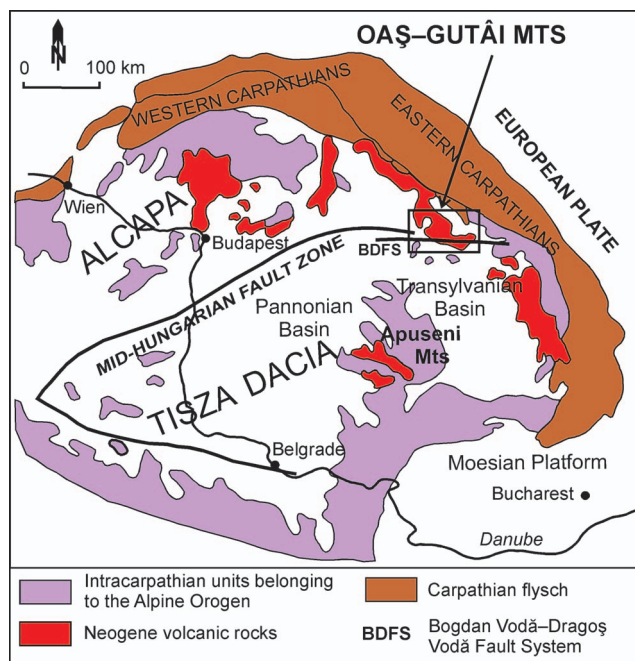 OAŞ–GUTÂI MTS
N
0 100 km
WESTERN CARPATHIANS
EASTERN CARPATHIANS
EUROPEAN PLATE
Wien
ALCAPA
Budapest
BDFS
MID-HUNGARIAN FAULT ZONE
Transylvanian
Basin
Pannonian
Basin
Apuseni
Mts
TISZA DACIA
Belgrade
Moesian Platform
Bucharest
Danube
Intracarpathian units belonging
to the Alpine Orogen
Carpathian flysch
Neogene volcanic rocks
BDFS Bogdan Vodă–Dragoş
Vodă Fault System